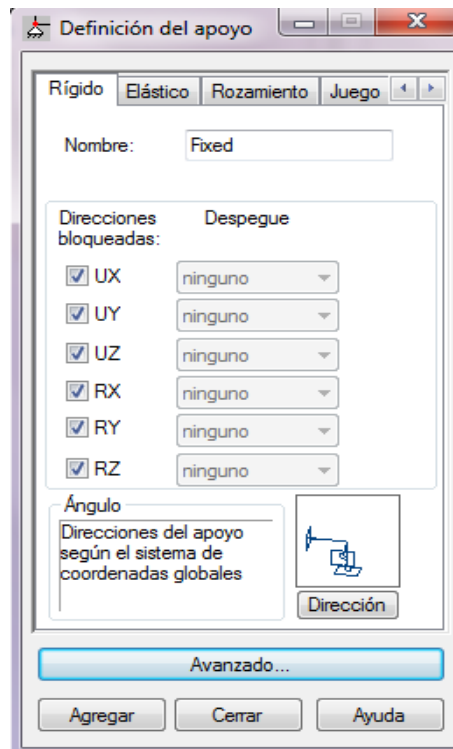 Definición del apoyo
Rígido Elástico Rozamiento Juego
Nombre: Fixed
Direcciones bloqueadas: Despegue
UX ninguno
UY ninguno
UZ ninguno
RX ninguno
RY ninguno
RZ ninguno
Ángulo
Direcciones del apoyo
según el sistema de
coordenadas globales
Dirección
Avanzado...
Agregar Cerrar Ayuda